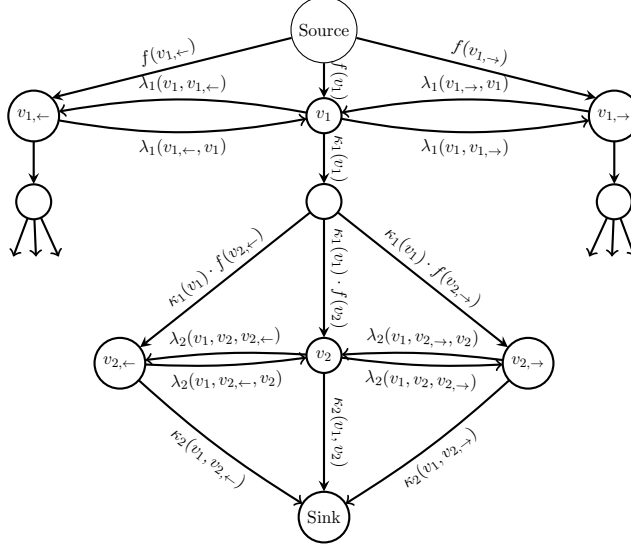 Source
f(v₁,←)
f(v₁)
f(v₁,→)
λ₁(v₁, v₁,←)
λ₁(v₁,→, v₁)
v₁,←
v₁
v₁,→
λ₁(v₁,←, v₁)
λ₁(v₁, v₁,→)
κ₁(v₁)
κ₁(v₁) · f(v₂,←)
κ₁(v₁) · f(v₂)
κ₁(v₁) · f(v₂,→)
λ₂(v₁, v₂, v₂,←)
λ₂(v₁, v₂,→, v₂)
v₂,←
v₂
v₂,→
λ₂(v₁, v₂,←, v₂)
λ₂(v₁, v₂, v₂,→)
κ₂(v₁, v₂,←)
κ₂(v₁, v₂)
κ₂(v₁, v₂,→)
Sink